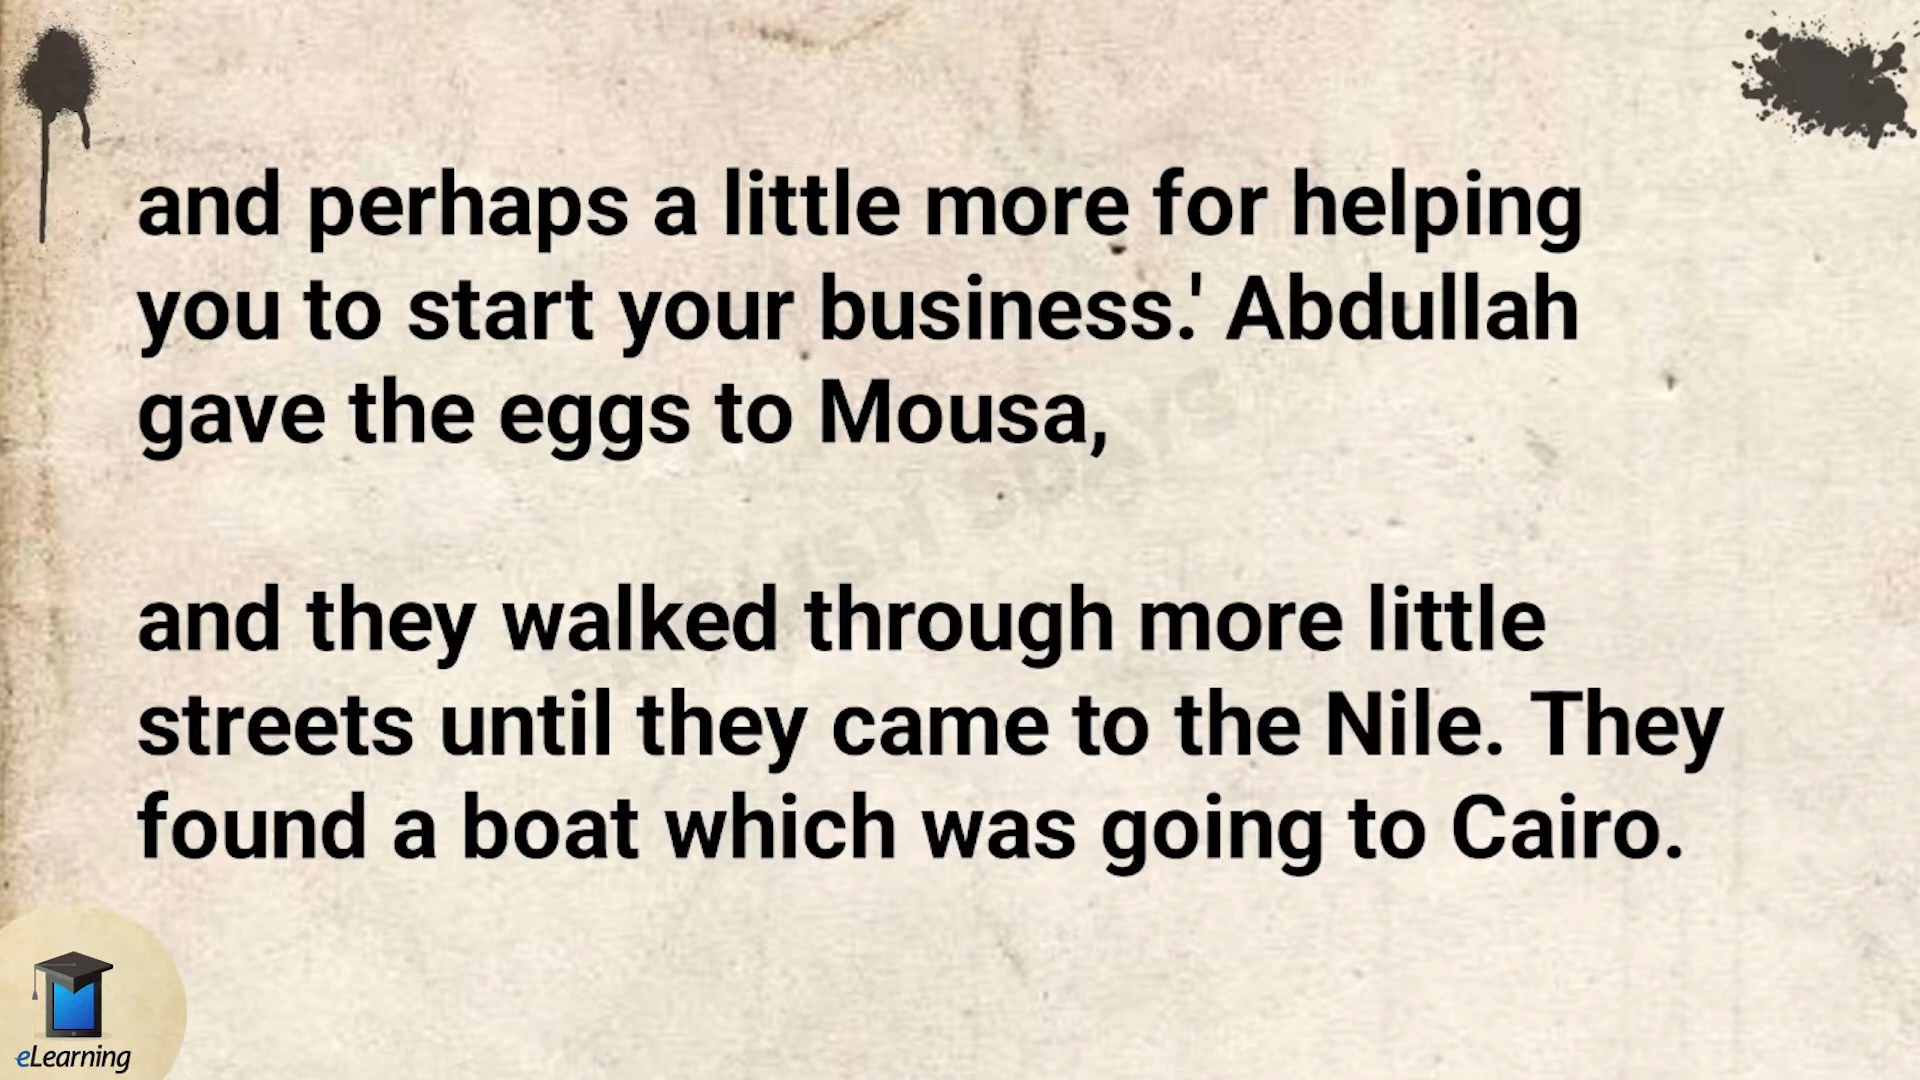 and perhaps a little more for helping
you to start your business.' Abdullah
gave the eggs to Mousa,
and they walked through more little
streets until they came to the Nile. They
found a boat which was going to Cairo.
eLearning